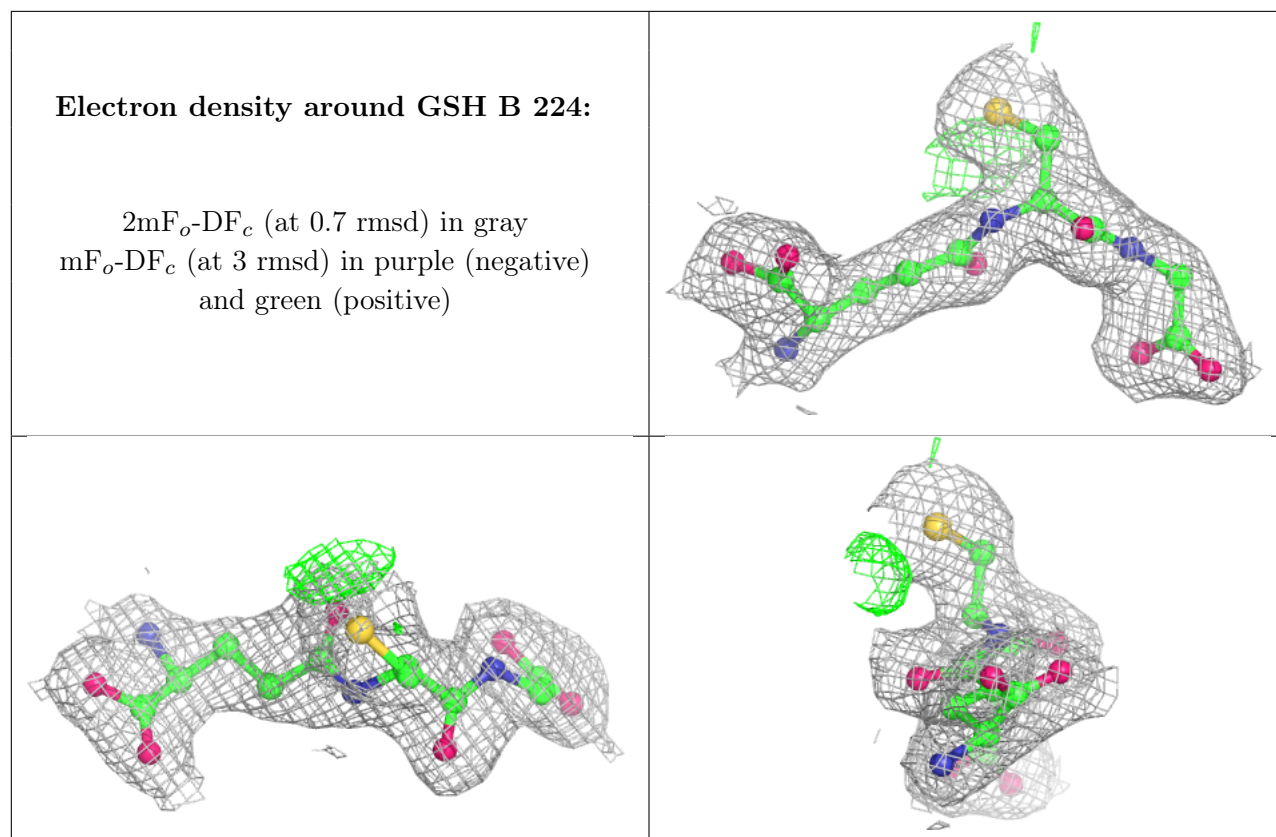 Electron density around GSH B 224:
2mFo-DFc (at 0.7 rmsd) in gray
mFo-DFc (at 3 rmsd) in purple (negative)
and green (positive)